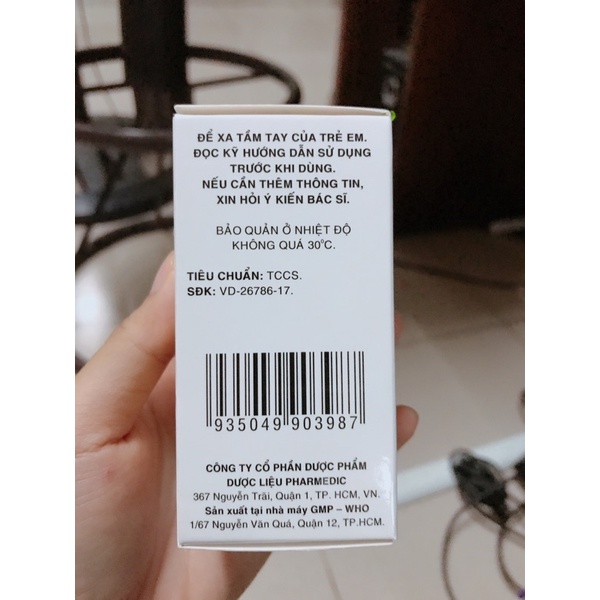 ĐỂ XA TẦM TAY CỦA TRẺ EM.
ĐỌC KỸ HƯỚNG DẪN SỬ DỤNG
TRƯỚC KHI DÙNG.
NẾU CẦN THÊM THÔNG TIN,
XIN HỎI Ý KIẾN BÁC SĨ.
BẢO QUẢN Ở NHIỆT ĐỘ
KHÔNG QUÁ 30°C.
TIÊU CHUẨN: TCCS.
SĐK: VD-26786-17.
935049 903987
CÔNG TY CỔ PHẦN DƯỢC PHẨM
DƯỢC LIỆU PHARMEDIC
367 Nguyễn Trãi, Quận 1, TP. HCM, VN.
Sản xuất tại nhà máy GMP – WHO
1/67 Nguyễn Văn Quá, Quận 12, TP.HCM.